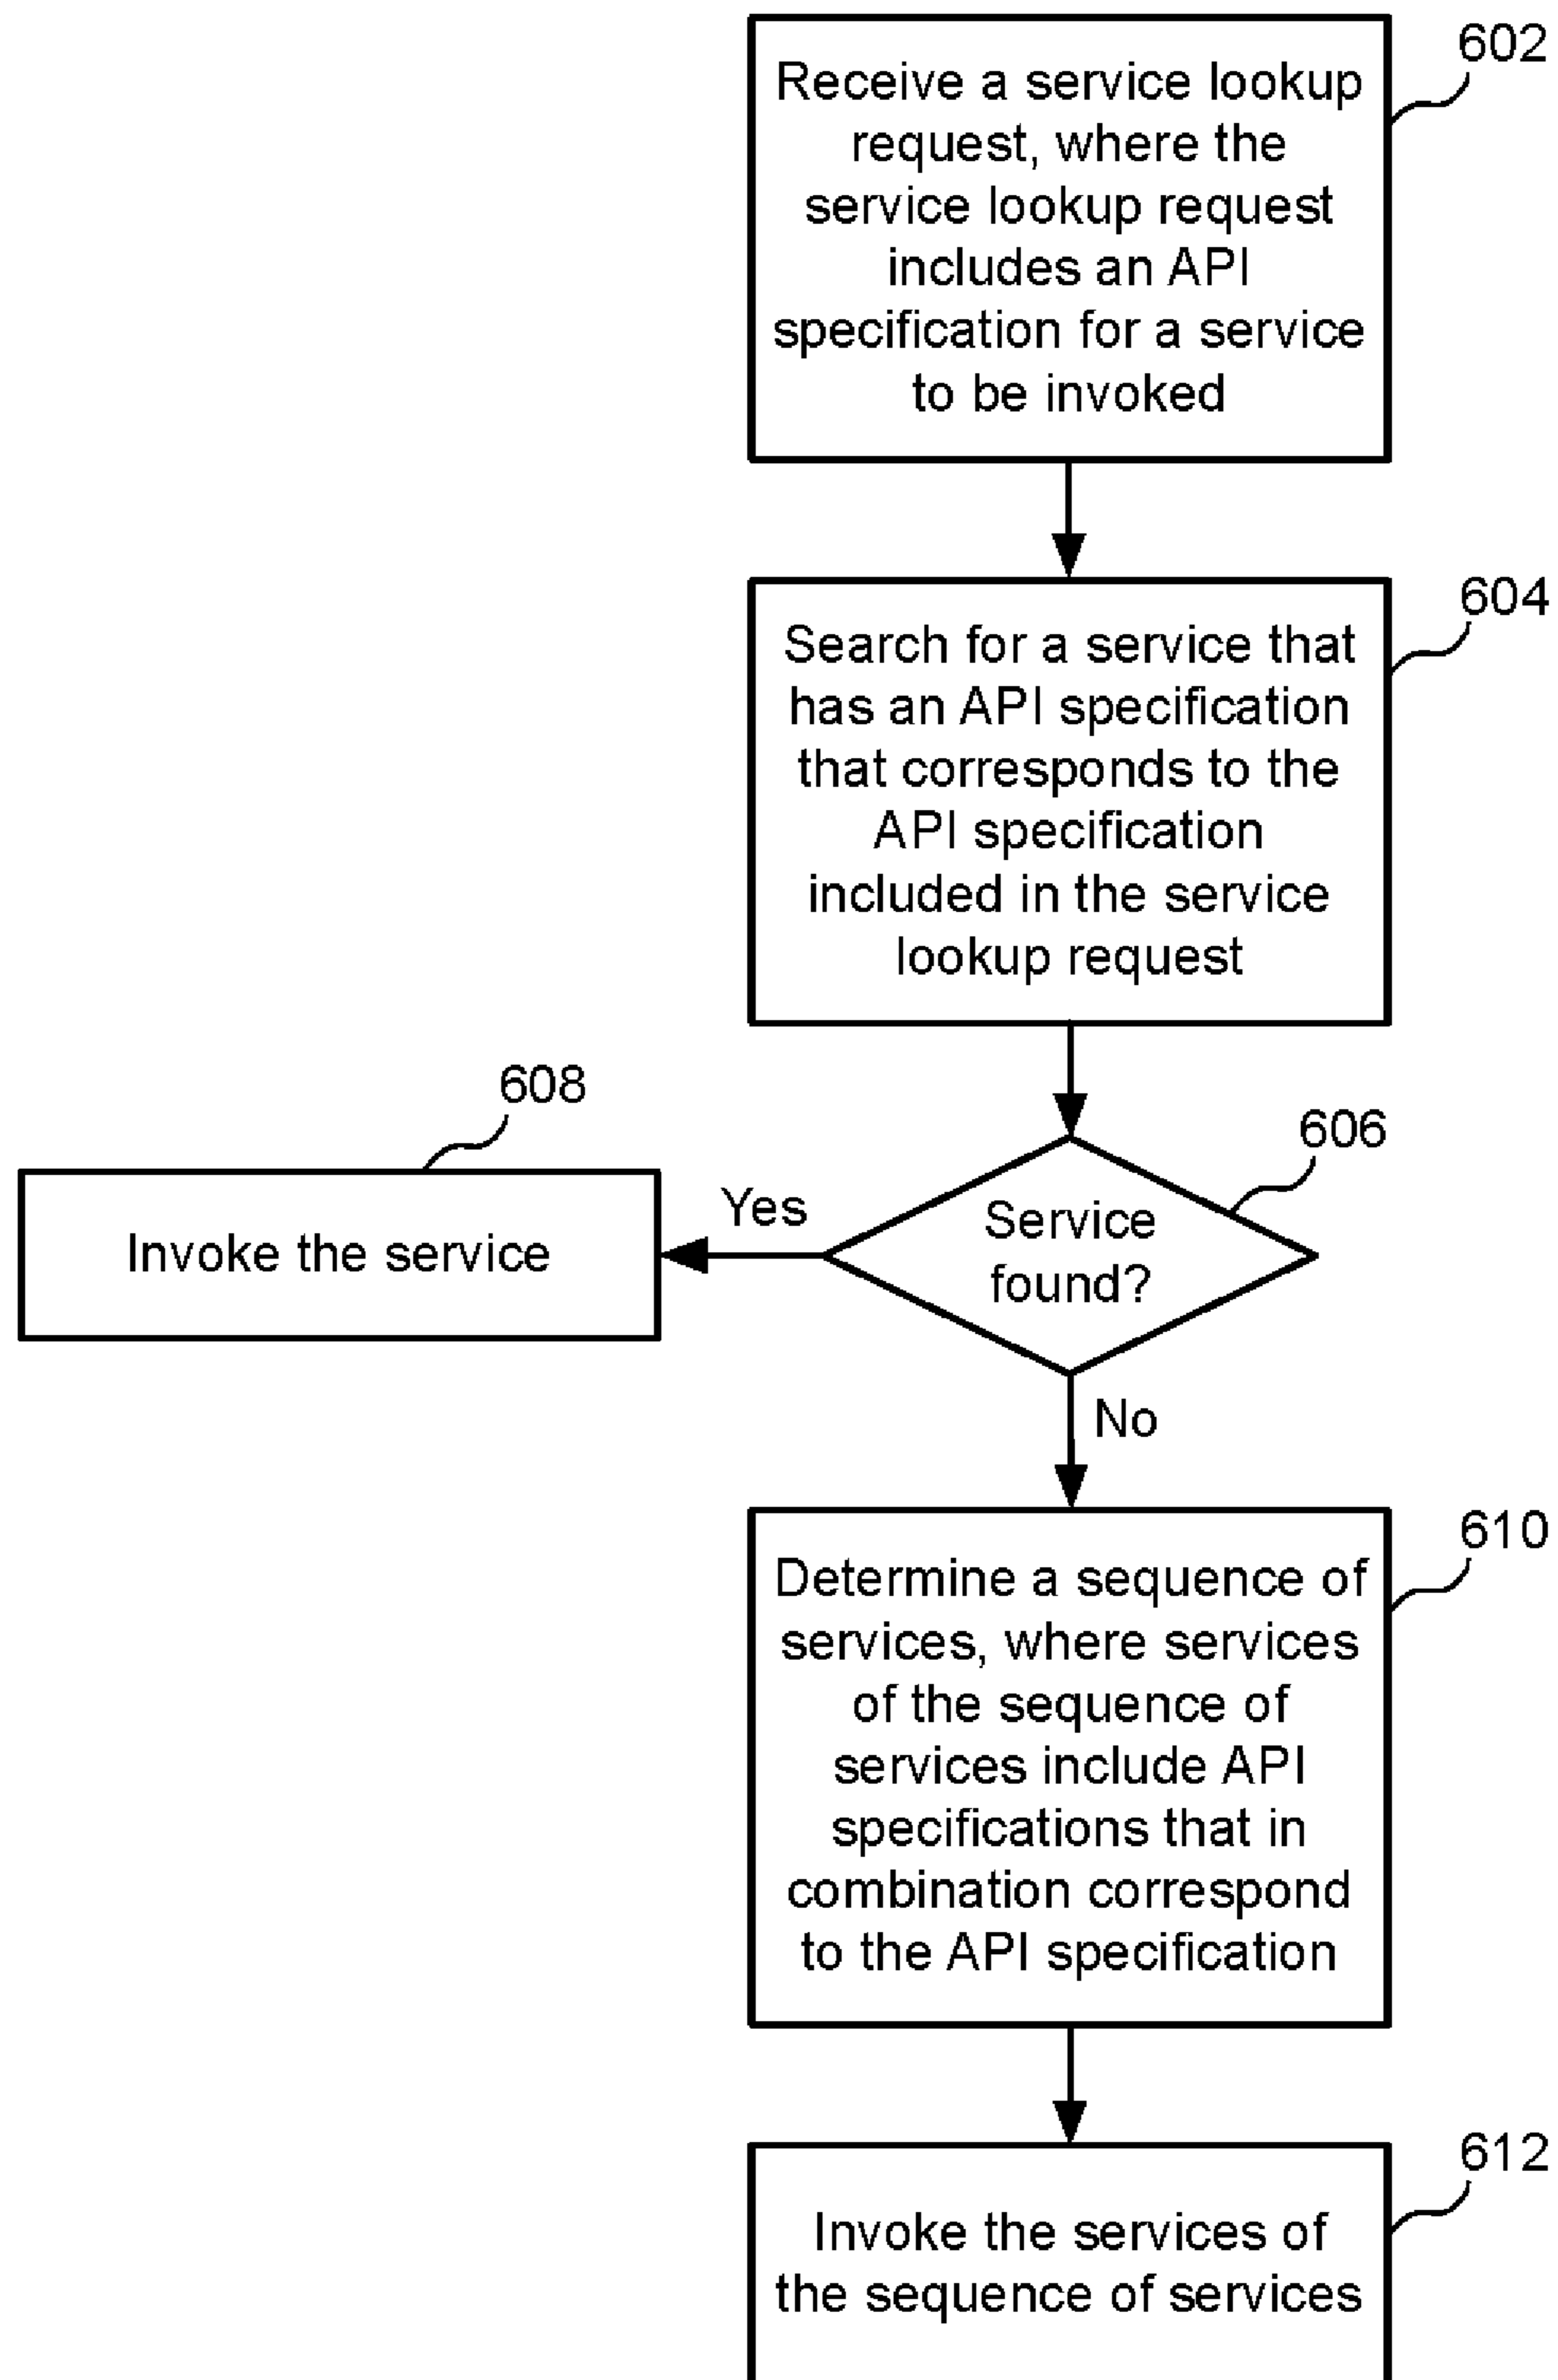 602
Receive a service lookup
request, where the
service lookup request
includes an API
specification for a service
to be invoked
604
Search for a service that
has an API specification
that corresponds to the
API specification
included in the service
lookup request
608
606
Invoke the service
Yes
Service
found?
No
610
Determine a sequence of
services, where services
of the sequence of
services include API
specifications that in
combination correspond
to the API specification
612
Invoke the services of
the sequence of services